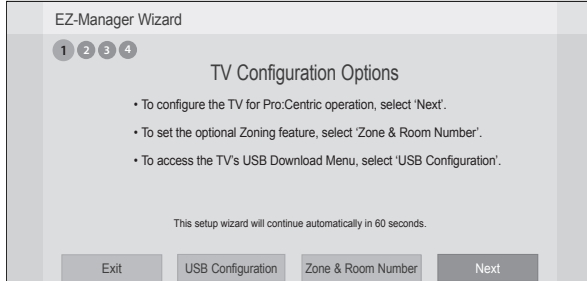 EZ-Manager Wizard
1 2 3 4
TV Configuration Options
• To configure the TV for Pro:Centric operation, select ‘Next’.
• To set the optional Zoning feature, select ‘Zone & Room Number’.
• To access the TV’s USB Download Menu, select ‘USB Configuration’.
This setup wizard will continue automatically in 60 seconds.
Exit USB Configuration Zone & Room Number Next